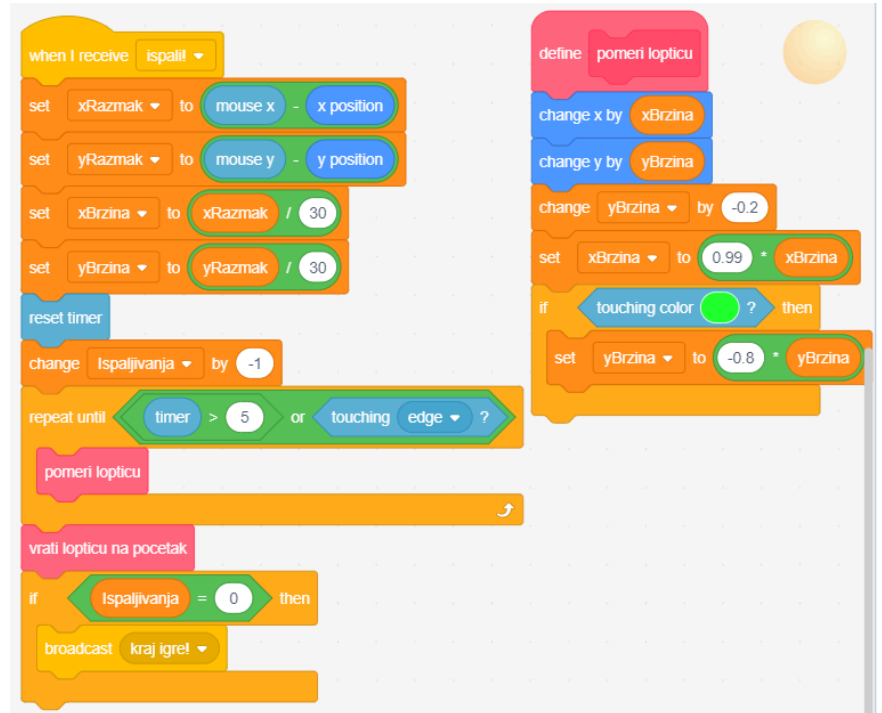 when I receive ispali!
set xRazmak to mouse x - x position
set yRazmak to mouse y - y position
set xBrzina to xRazmak / 30
set yBrzina to yRazmak / 30
reset timer
change Ispaljivanja by -1
repeat until timer > 5 or touching edge ?
pomeri lopticu
vrati lopticu na pocetak
if Ispaljivanja = 0 then
broadcast kraj igre!
define pomeri lopticu
change x by xBrzina
change y by yBrzina
change yBrzina by -0.2
set xBrzina to 0.99 * xBrzina
if touching color ? then
set yBrzina to -0.8 * yBrzina